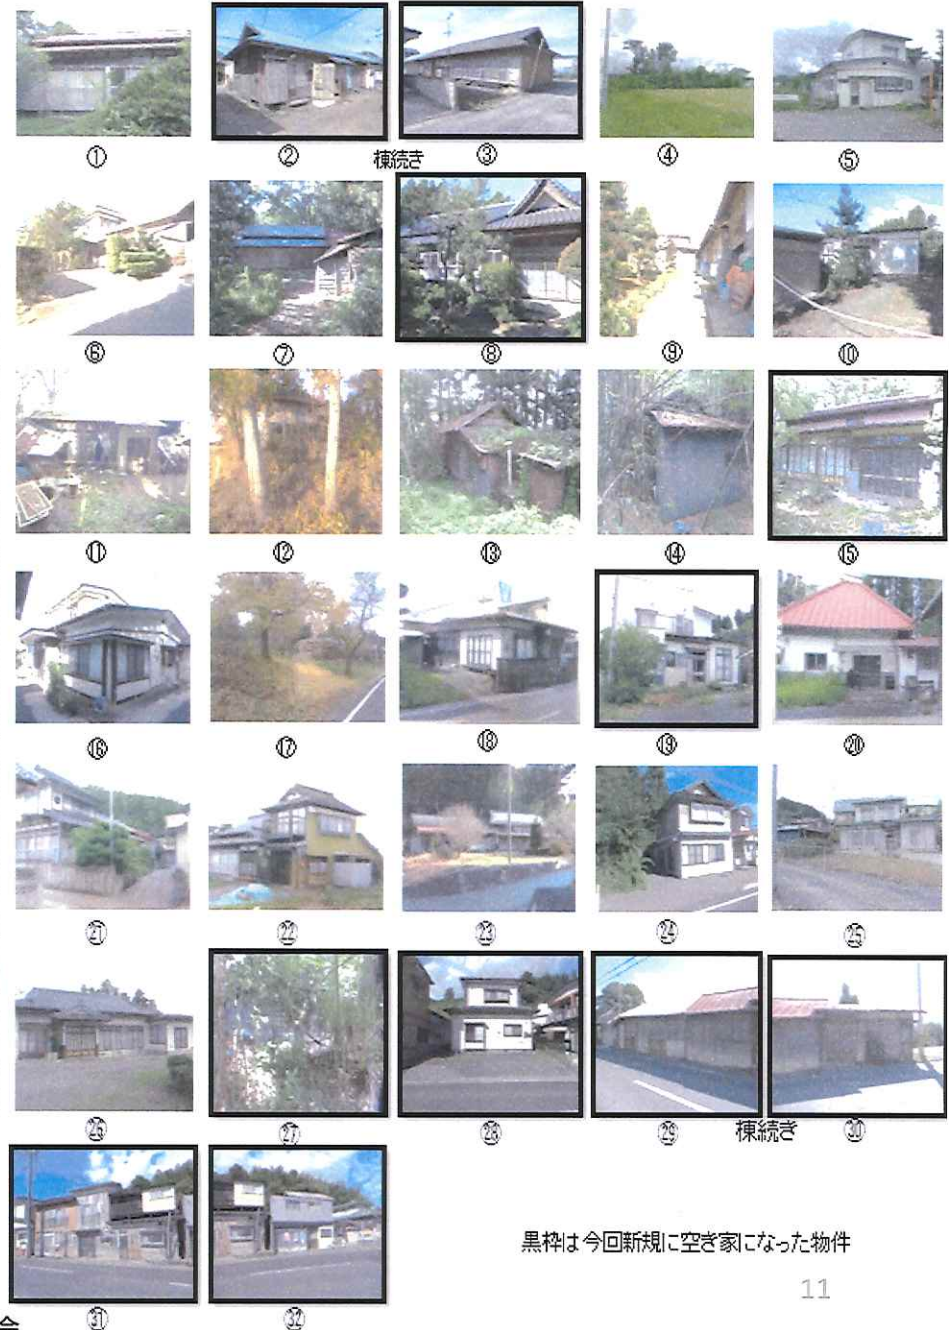 ① ② 棟続き ③ ④ ⑤
⑥ ⑦ ⑧ ⑨ ⑩
⑪ ⑫ ⑬ ⑭ ⑮
⑯ ⑰ ⑱ ⑲ ⑳
㉑ ㉒ ㉓ ㉔ ㉕
㉖ ㉗ ㉘ ㉙ 棟続き ㉚
黒枠は今回新規に空き家になった物件
11
㉛ ㉜